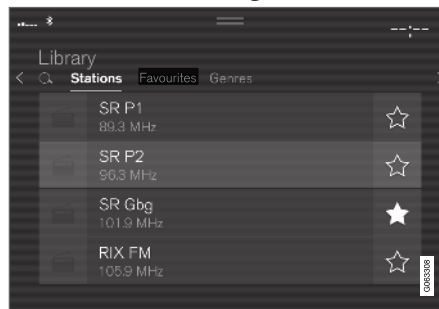 --:--
Library
Stations Favourites Genres
SR P1
89.3 MHz
SR P2
96.3 MHz
SR Gbg
101.9 MHz
RIX FM
105.9 MHz
G063308